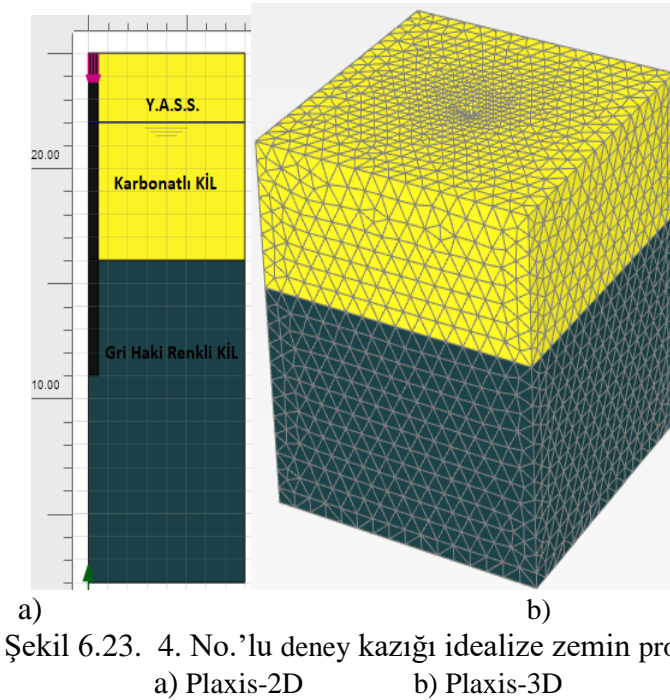 Y.A.S.S.
20.00
Karbonatlı KİL
Gri Haki Renkli KİL
10.00
a) b)
Şekil 6.23. 4. No.’lu deney kazığı idealize zemin pro
a) Plaxis-2D b) Plaxis-3D